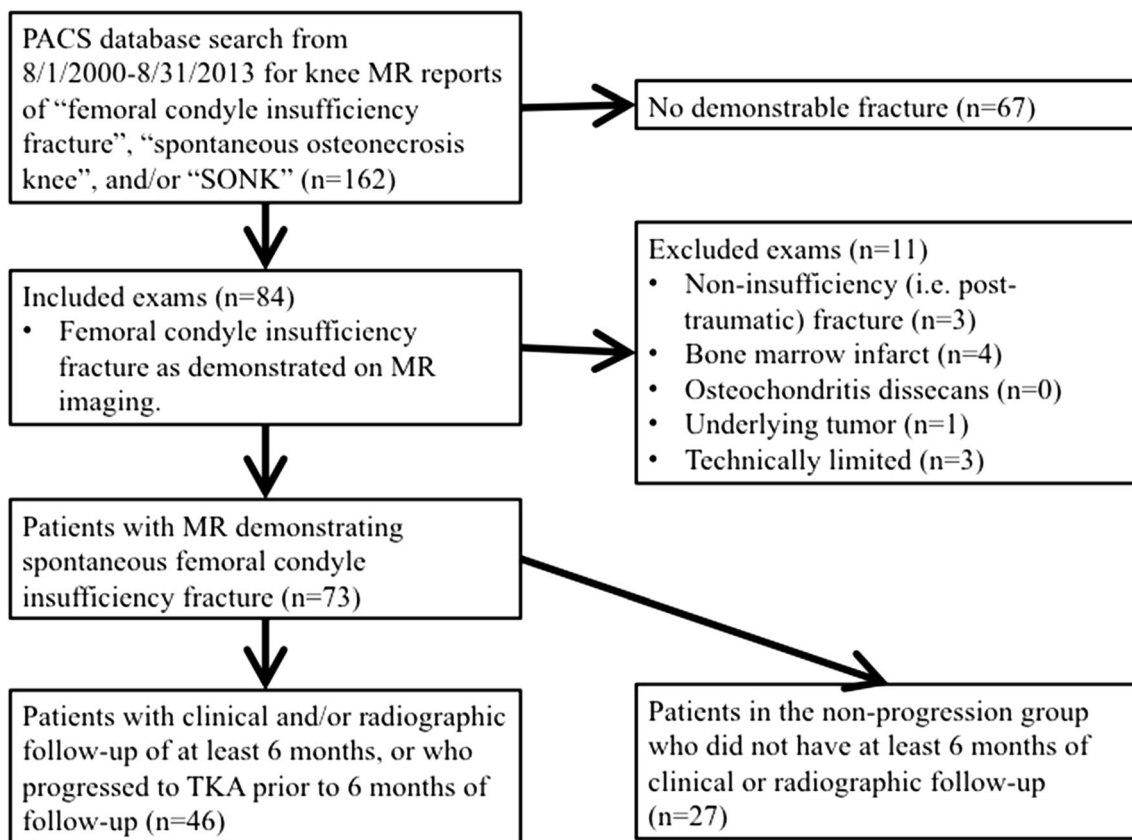 PACS database search from
8/1/2000-8/31/2013 for knee MR reports
of “femoral condyle insufficiency
fracture”, “spontaneous osteonecrosis
knee”, and/or “SONK” (n=162)
No demonstrable fracture (n=67)
Included exams (n=84)
• Femoral condyle insufficiency
fracture as demonstrated on MR
imaging.
Excluded exams (n=11)
• Non-insufficiency (i.e. post-
traumatic) fracture (n=3)
• Bone marrow infarct (n=4)
• Osteochondritis dissecans (n=0)
• Underlying tumor (n=1)
• Technically limited (n=3)
Patients with MR demonstrating
spontaneous femoral condyle
insufficiency fracture (n=73)
Patients with clinical and/or radiographic
follow-up of at least 6 months, or who
progressed to TKA prior to 6 months of
follow-up (n=46)
Patients in the non-progression group
who did not have at least 6 months of
clinical or radiographic follow-up
(n=27)